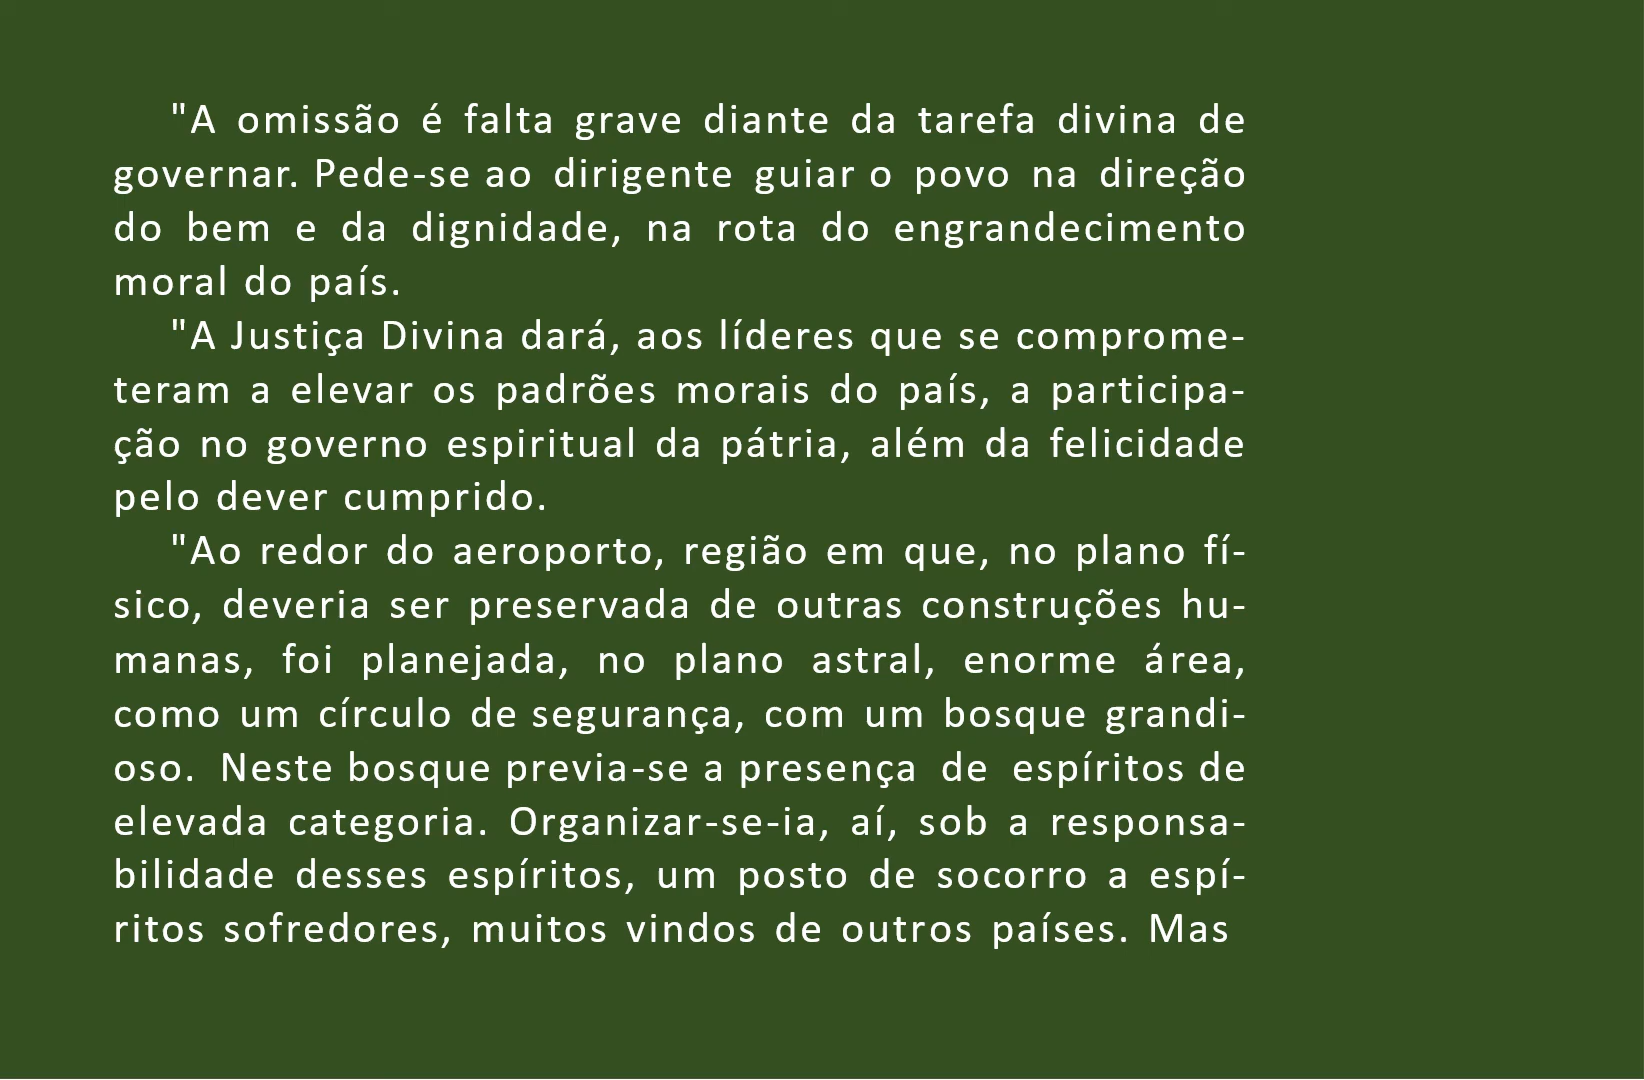 "A omissão é falta grave diante da tarefa divina de
governar. Pede-se ao dirigente guiar o povo na direção
do bem e da dignidade, na rota do engrandecimento
moral do país.
"A Justiça Divina dará, aos líderes que se comprome-
teram a elevar os padrões morais do país, a participa-
ção no governo espiritual da pátria, além da felicidade
pelo dever cumprido.
"Ao redor do aeroporto, região em que, no plano fí-
sico, deveria ser preservada de outras construções hu-
manas, foi planejada, no plano astral, enorme área,
como um círculo de segurança, com um bosque grandi-
oso. Neste bosque previa-se a presença de espíritos de
elevada categoria. Organizar-se-ia, aí, sob a responsa-
bilidade desses espíritos, um posto de socorro a espí-
ritos sofredores, muitos vindos de outros países. Mas